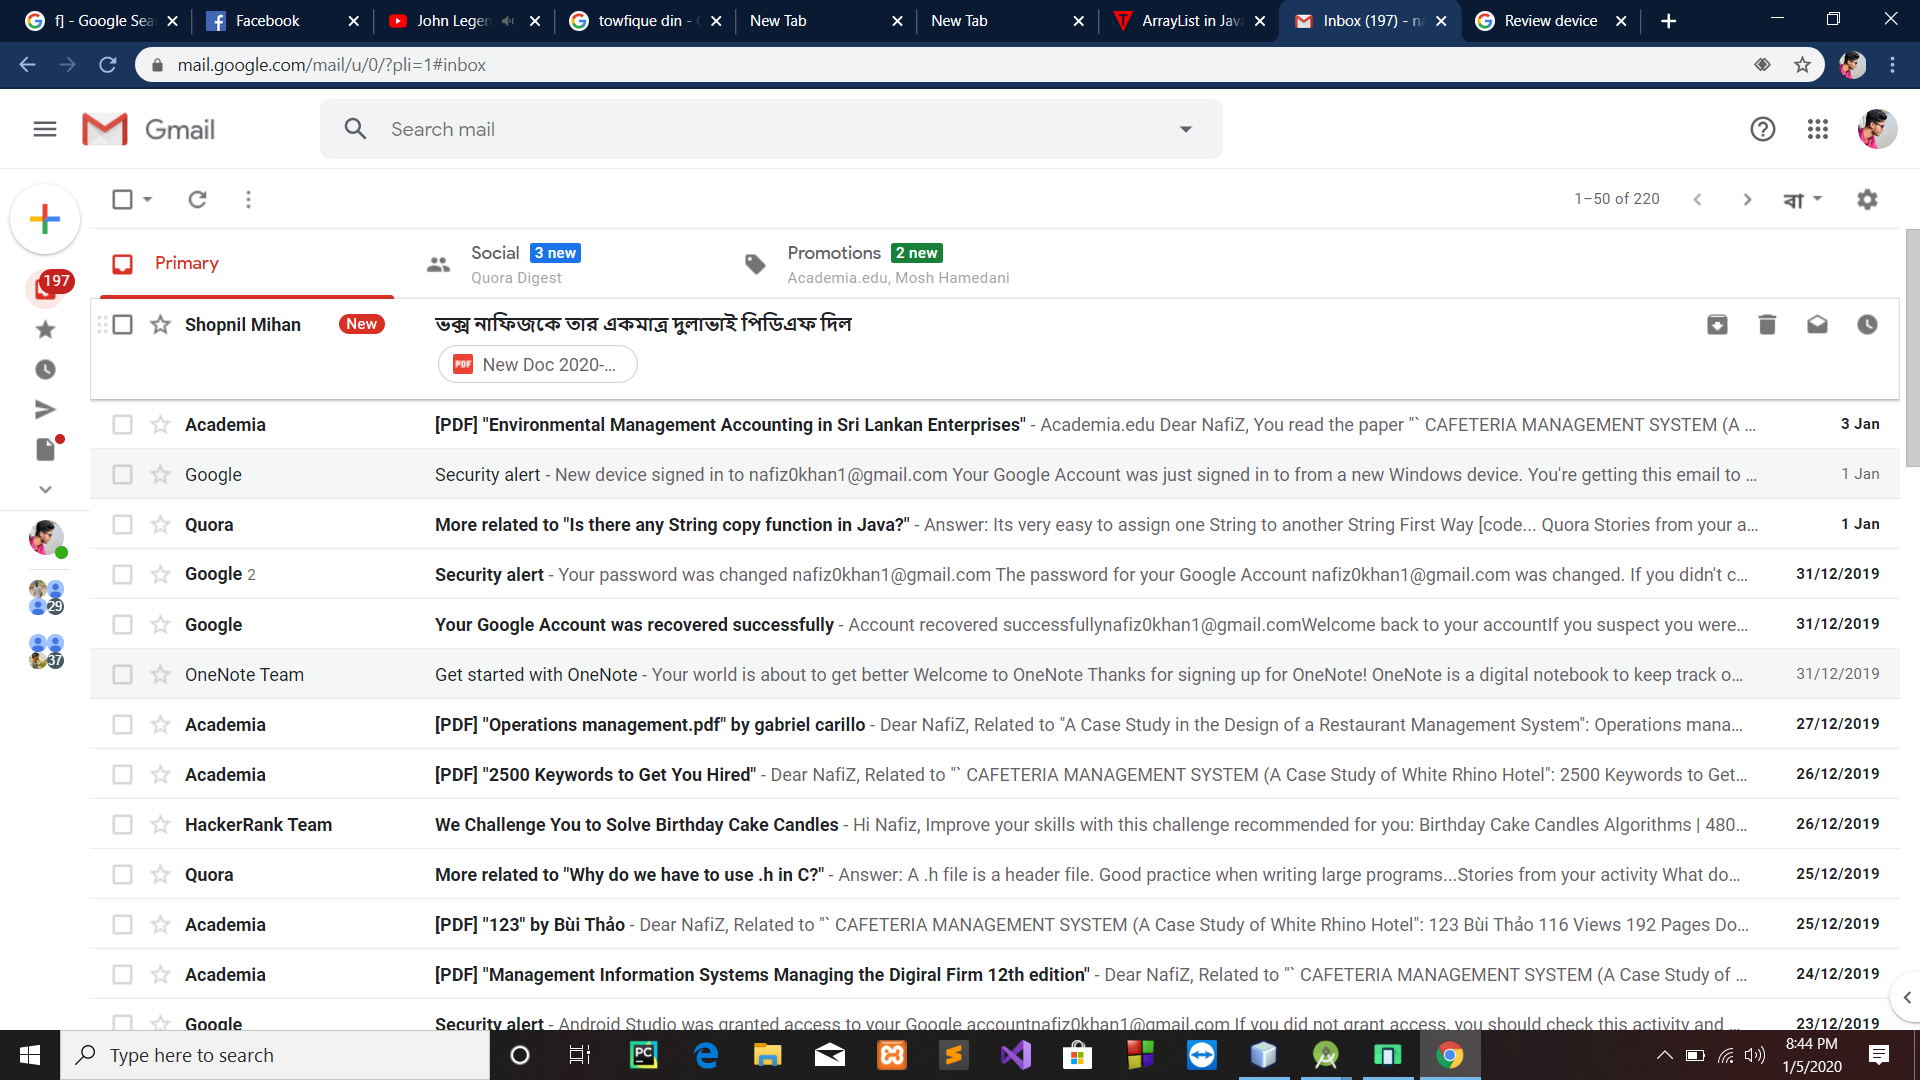 f] - Google Sea
Facebook
John Legen
towfique din - 
New Tab
New Tab
ArrayList in Jav
Inbox (197) - na
Review device
mail.google.com/mail/u/0/?pli=1#inbox
Gmail
Search mail
1–50 of 220
বা
197
Primary
Social 3 new
Quora Digest
Promotions 2 new
Academia.edu, Mosh Hamedani
Shopnil Mihan New ভক্স নাফিজকে তার একমাত্র দুলাভাই পিডিএফ দিল
PDF New Doc 2020-...
Academia [PDF] "Environmental Management Accounting in Sri Lankan Enterprises" - Academia.edu Dear NafiZ, You read the paper "` CAFETERIA MANAGEMENT SYSTEM (A ... 3 Jan
Google Security alert - New device signed in to nafiz0khan1@gmail.com Your Google Account was just signed in to from a new Windows device. You're getting this email to ... 1 Jan
Quora More related to "Is there any String copy function in Java?" - Answer: Its very easy to assign one String to another String First Way [code... Quora Stories from your a... 1 Jan
Google 2 Security alert - Your password was changed nafiz0khan1@gmail.com The password for your Google Account nafiz0khan1@gmail.com was changed. If you didn't c... 31/12/2019
Google Your Google Account was recovered successfully - Account recovered successfullynafiz0khan1@gmail.comWelcome back to your accountIf you suspect you were... 31/12/2019
OneNote Team Get started with OneNote - Your world is about to get better Welcome to OneNote Thanks for signing up for OneNote! OneNote is a digital notebook to keep track o... 31/12/2019
Academia [PDF] "Operations management.pdf" by gabriel carillo - Dear NafiZ, Related to "A Case Study in the Design of a Restaurant Management System": Operations mana... 27/12/2019
Academia [PDF] "2500 Keywords to Get You Hired" - Dear NafiZ, Related to "` CAFETERIA MANAGEMENT SYSTEM (A Case Study of White Rhino Hotel": 2500 Keywords to Get... 26/12/2019
HackerRank Team We Challenge You to Solve Birthday Cake Candles - Hi Nafiz, Improve your skills with this challenge recommended for you: Birthday Cake Candles Algorithms | 480... 26/12/2019
Quora More related to "Why do we have to use .h in C?" - Answer: A .h file is a header file. Good practice when writing large programs...Stories from your activity What do... 25/12/2019
Academia [PDF] "123" by Bùi Thảo - Dear NafiZ, Related to "` CAFETERIA MANAGEMENT SYSTEM (A Case Study of White Rhino Hotel": 123 Bùi Thảo 116 Views 192 Pages Do... 25/12/2019
Academia [PDF] "Management Information Systems Managing the Digiral Firm 12th edition" - Dear NafiZ, Related to "` CAFETERIA MANAGEMENT SYSTEM (A Case Study of ... 24/12/2019
Google Security alert - Android Studio was granted access to your Google accountnafiz0khan1@gmail.com If you did not grant access, you should check this activity and ... 23/12/2019
29
37
Type here to search
PC
8:44 PM
1/5/2020